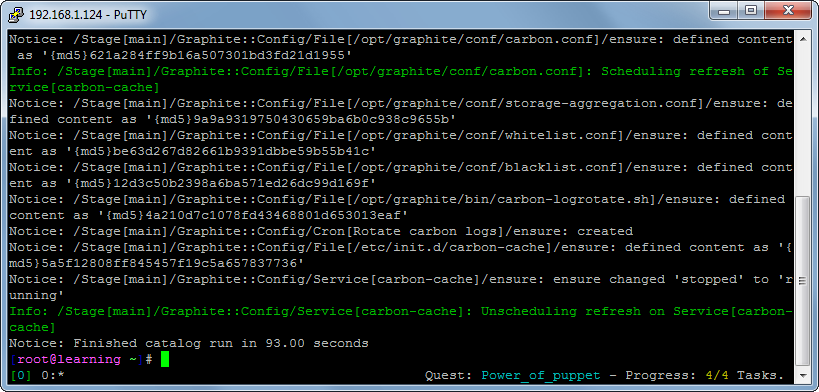 192.168.1.124 - PuTTY
Notice: /Stage[main]/Graphite::Config/File[/opt/graphite/conf/carbon.conf]/ensure: defined content
 as '{md5}621a284ff9b16a507301bd3fd21d1955'
Info: /Stage[main]/Graphite::Config/File[/opt/graphite/conf/carbon.conf]: Scheduling refresh of Se
rvice[carbon-cache]
Notice: /Stage[main]/Graphite::Config/File[/opt/graphite/conf/storage-aggregation.conf]/ensure: de
fined content as '{md5}9a9a9319750430659ba6b0c938c9655b'
Notice: /Stage[main]/Graphite::Config/File[/opt/graphite/conf/whitelist.conf]/ensure: defined cont
ent as '{md5}be63d267d82661b9391dbbe59b55b41c'
Notice: /Stage[main]/Graphite::Config/File[/opt/graphite/conf/blacklist.conf]/ensure: defined cont
ent as '{md5}12d3c50b2398a6ba571ed26dc99d169f'
Notice: /Stage[main]/Graphite::Config/File[/opt/graphite/bin/carbon-logrotate.sh]/ensure: defined
content as '{md5}4a210d7c1078fd43468801d653013eaf'
Notice: /Stage[main]/Graphite::Config/Cron[Rotate carbon logs]/ensure: created
Notice: /Stage[main]/Graphite::Config/File[/etc/init.d/carbon-cache]/ensure: defined content as '{
md5}5a5f12808ff845457f19c5a657837736'
Notice: /Stage[main]/Graphite::Config/Service[carbon-cache]/ensure: ensure changed 'stopped' to 'r
unning'
Info: /Stage[main]/Graphite::Config/Service[carbon-cache]: Unscheduling refresh on Service[carbon-
cache]
Notice: Finished catalog run in 93.00 seconds
[root@learning ~]#
[0] 0:* Quest: Power_of_puppet - Progress: 4/4 Tasks.